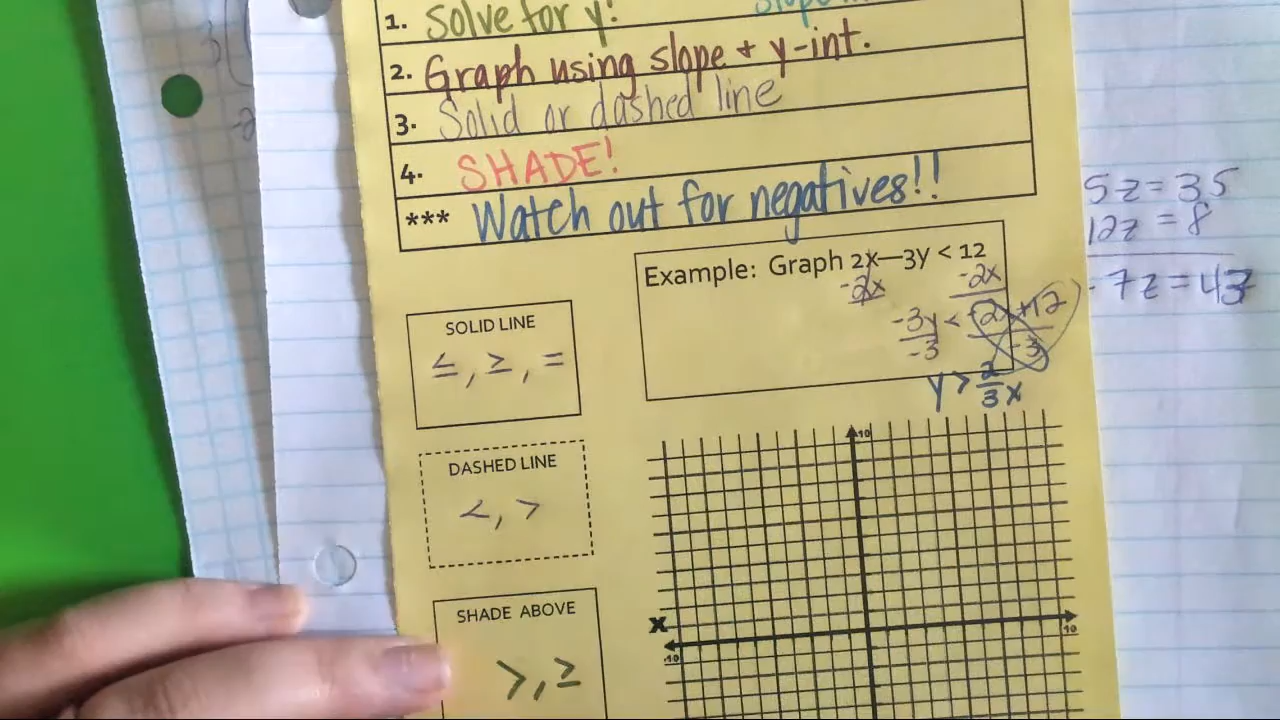 1. Solve for y!
2. Graph using slope + y-int.
3. Solid or dashed line
4. SHADE!
*** Watch out for negatives!!
Example: Graph 2x—3y < 12
-2x -2x
-3y < -2x+12
-3 -3
y > 2/3 x
SOLID LINE
≤, ≥, =
DASHED LINE
<, >
SHADE ABOVE
>, ≥
10
x
-10
10
5z=35
12z=8
-7z=43